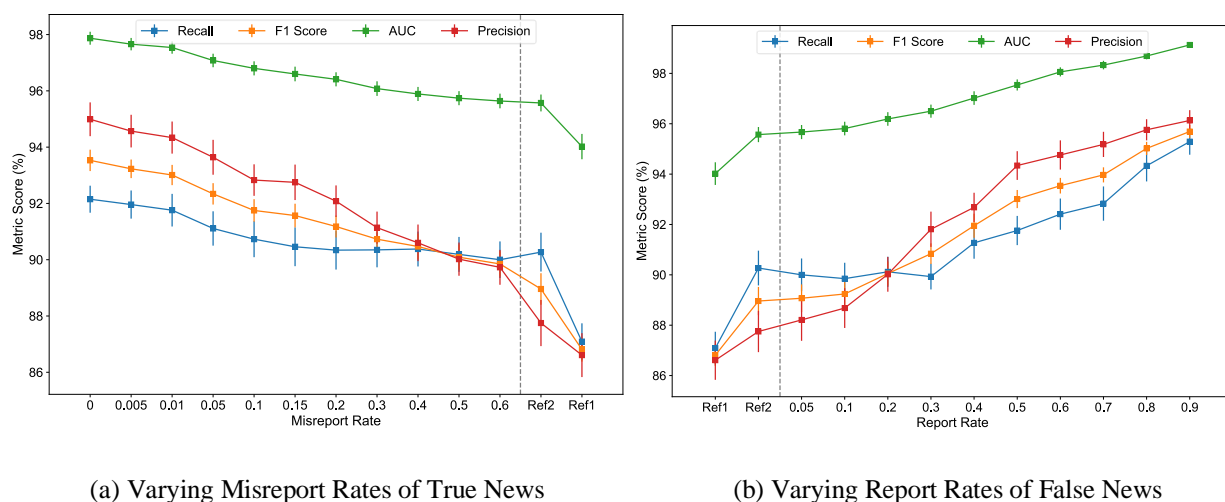 Recall F1 Score AUC Precision
98
96
94
92
90
88
86
Metric Score (%)
0 0.005 0.01 0.05 0.1 0.15 0.2 0.3 0.4 0.5 0.6 Ref2 Ref1
Misreport Rate
(a) Varying Misreport Rates of True News
Recall F1 Score AUC Precision
98
96
94
92
90
88
86
Metric Score (%)
Ref1 Ref2 0.05 0.1 0.2 0.3 0.4 0.5 0.6 0.7 0.8 0.9
Report Rate
(b) Varying Report Rates of False News